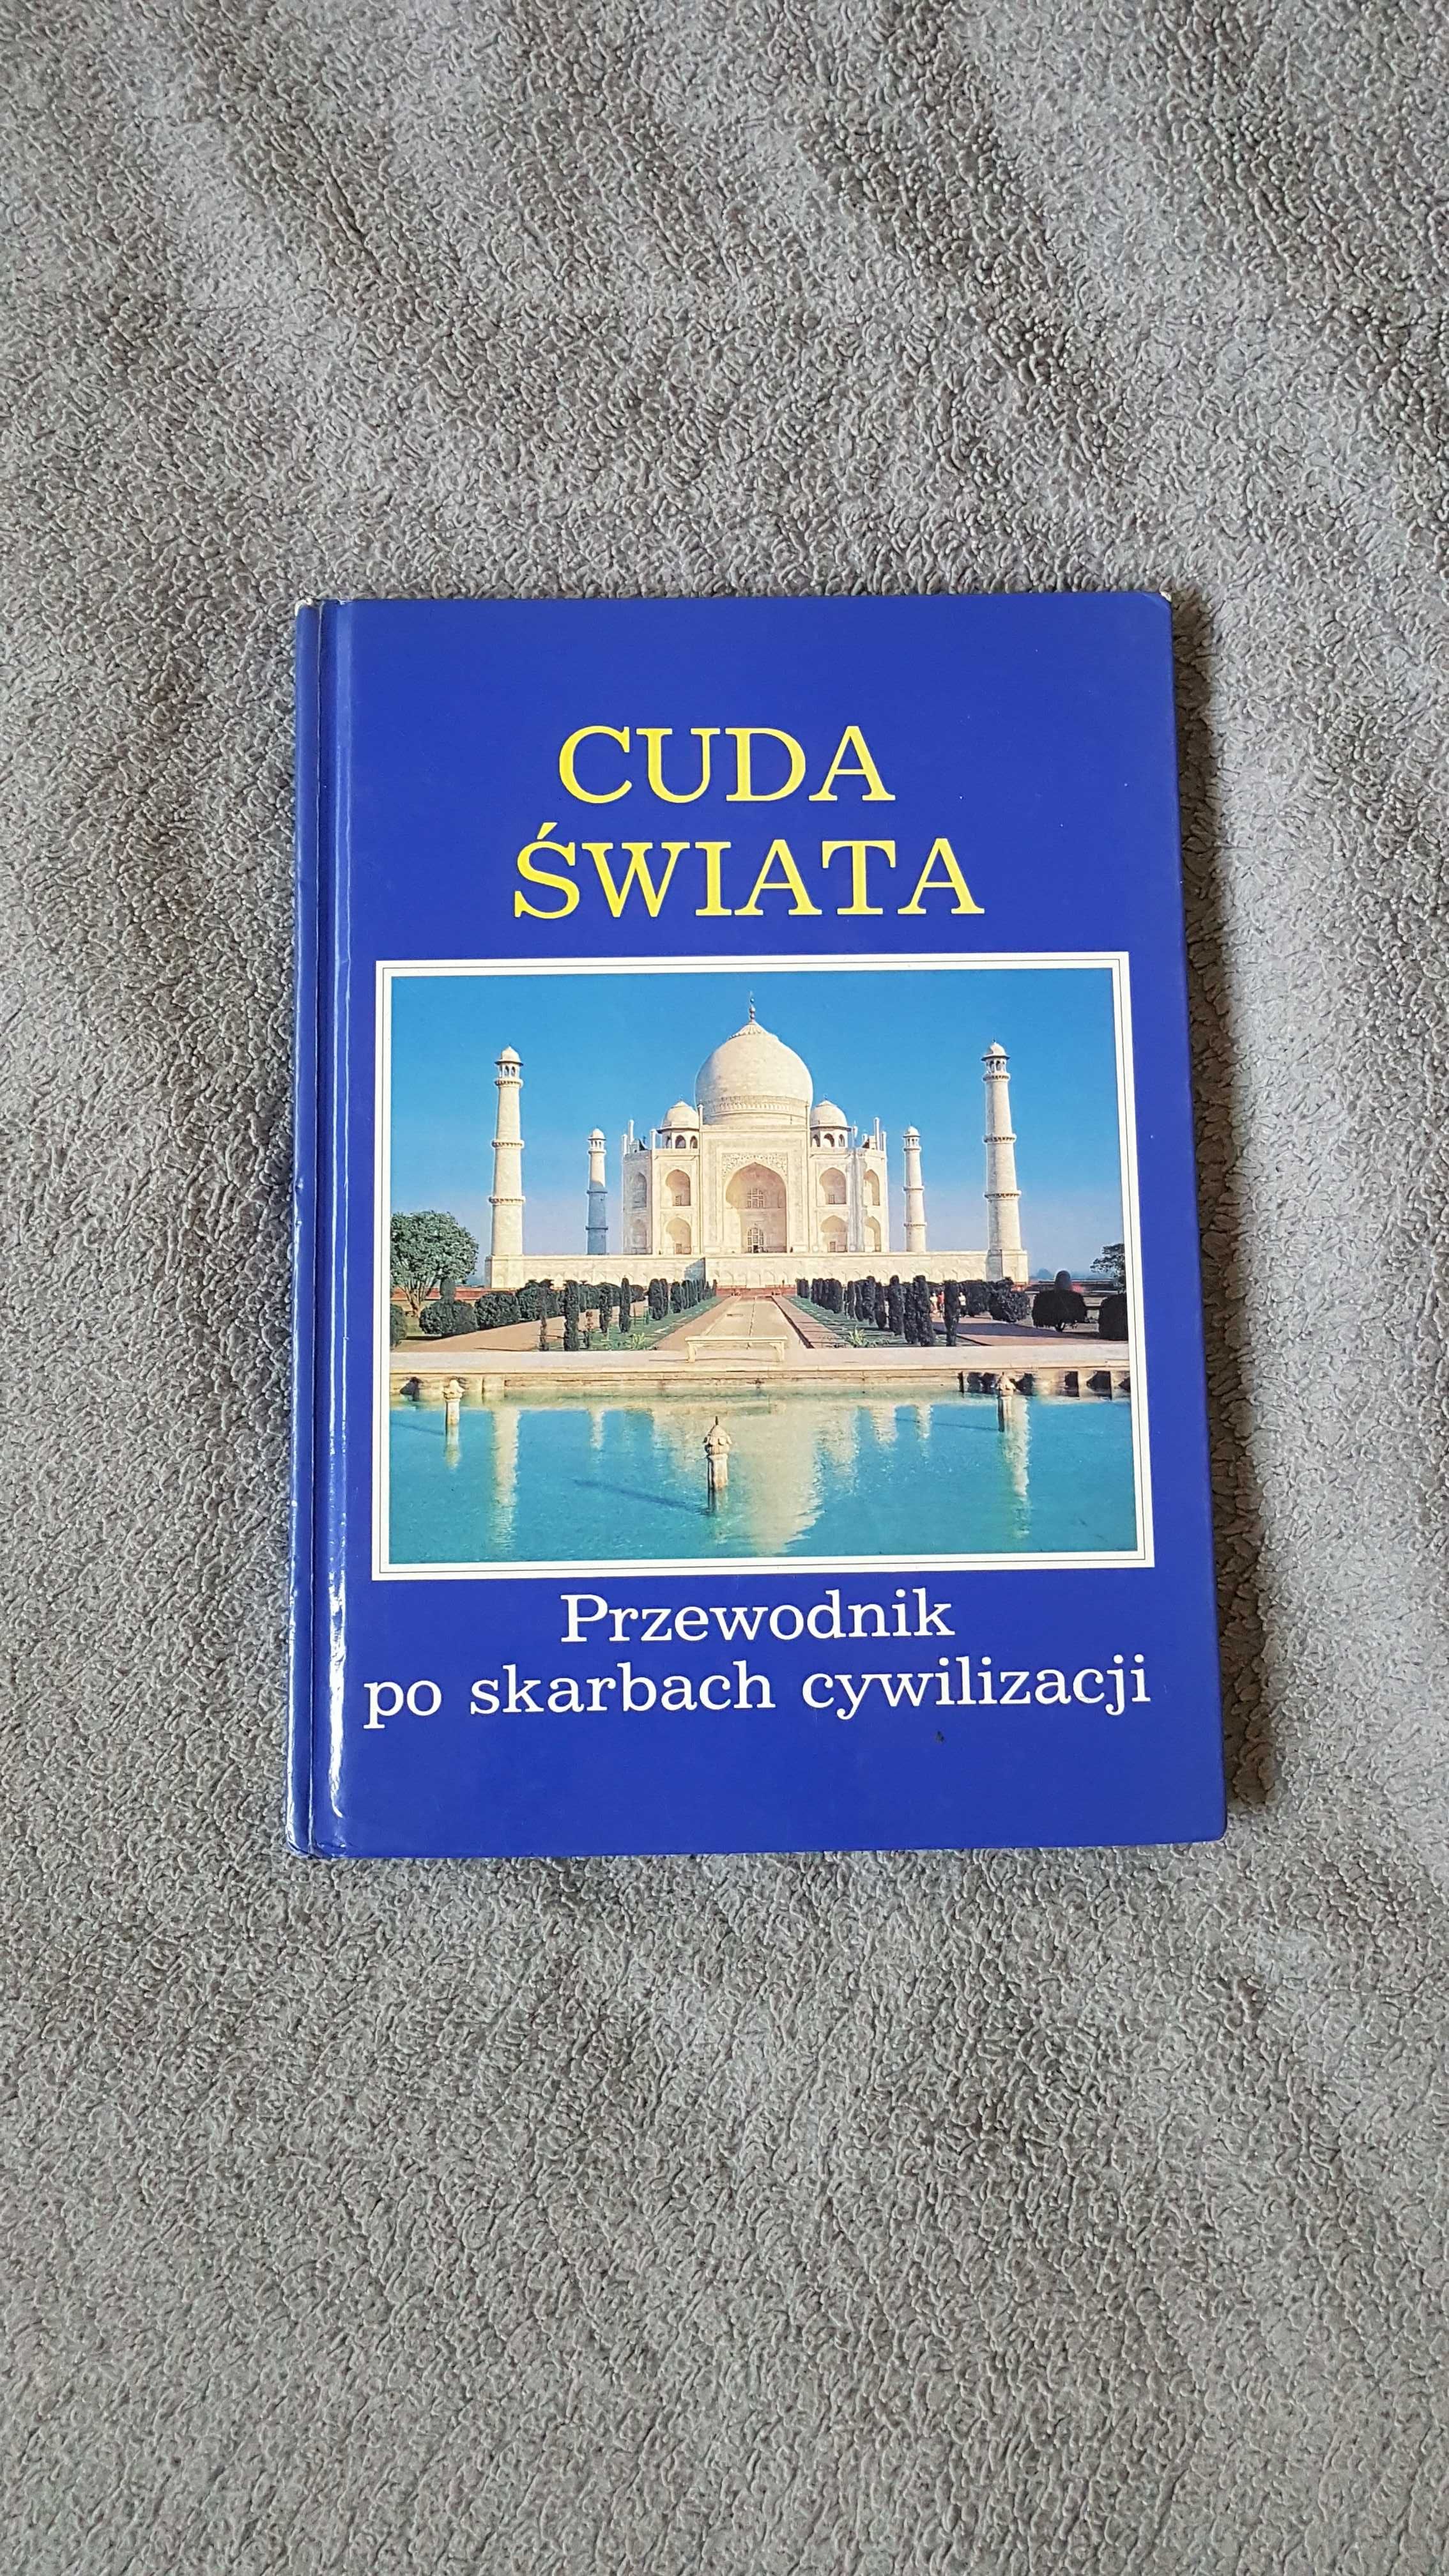 CUDA
ŚWIATA
Przewodnik
po skarbach cywilizacji